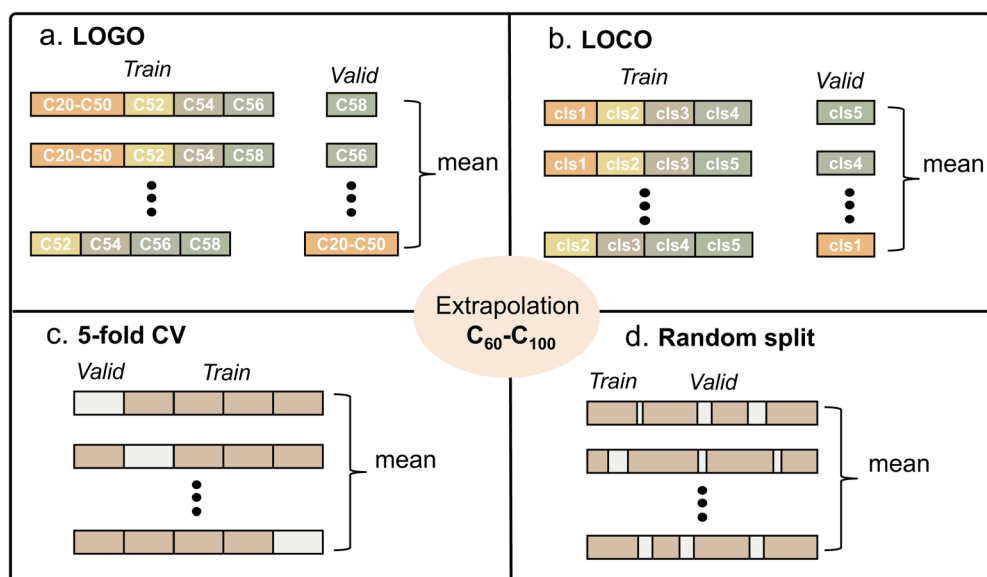 a. LOGO
Train Valid
C20-C50 C52 C54 C56 C58
C20-C50 C52 C54 C58 C56
mean
C52 C54 C56 C58 C20-C50
b. LOCO
Train Valid
cls1 cls2 cls3 cls4 cls5
cls1 cls2 cls3 cls5 cls4
mean
cls2 cls3 cls4 cls5 cls1
Extrapolation
C60-C100
c. 5-fold CV
Valid Train
mean
d. Random split
Train Valid
mean